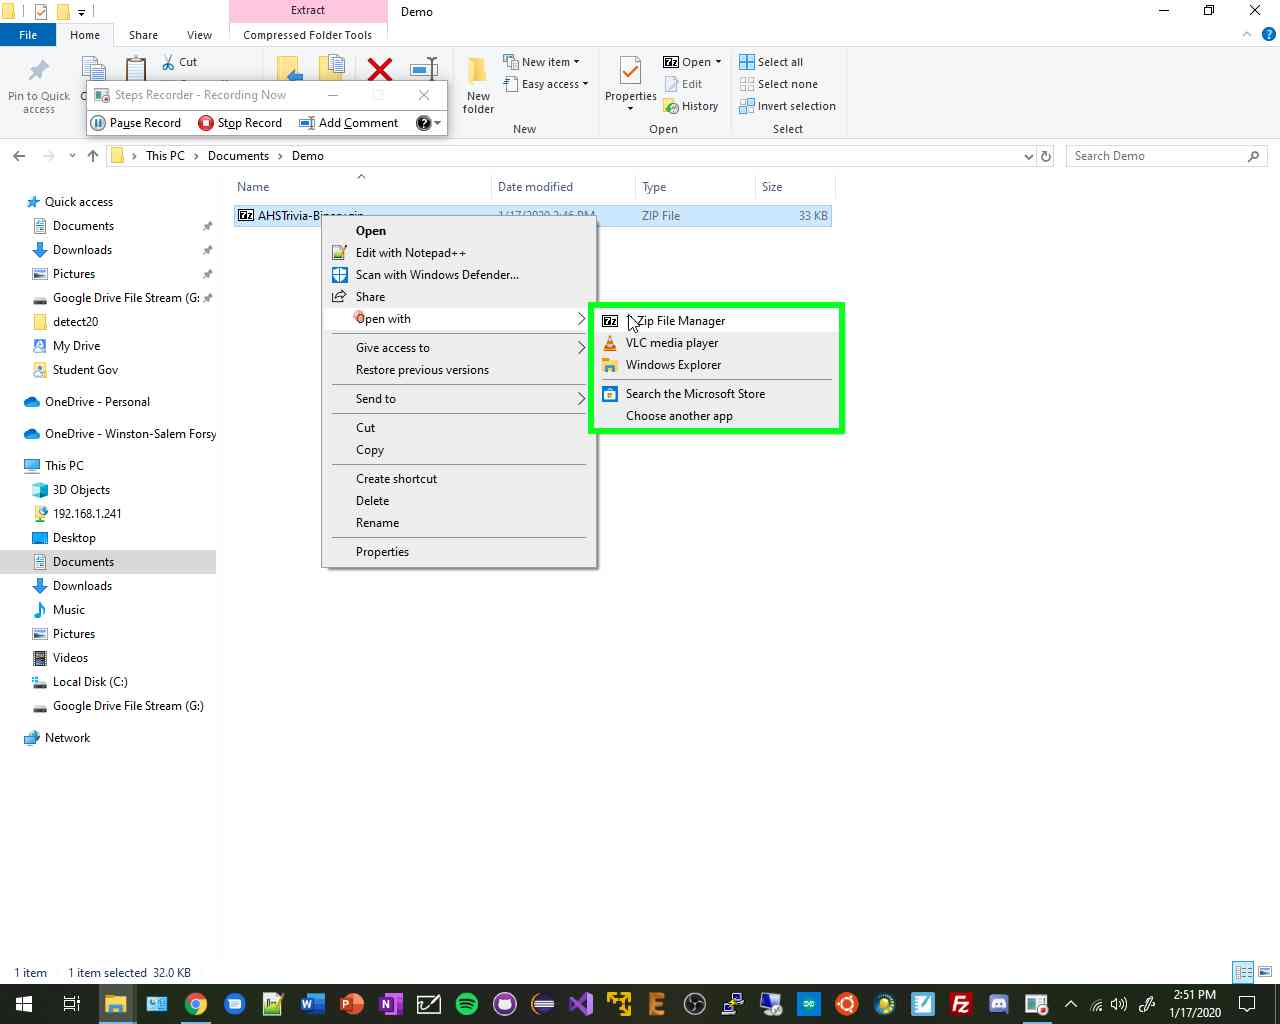 Extract
Demo
File
Home
Share
View
Compressed Folder Tools
Pin to Quick
access
Cut
New
folder
New item
Easy access
New
Properties
Open
Edit
History
Open
Select all
Select none
Invert selection
Select
Steps Recorder - Recording Now
Pause Record
Stop Record
Add Comment
This PC
Documents
Demo
Search Demo
Name
Date modified
Type
Size
ZIP File
33 KB
Quick access
Documents
Downloads
Pictures
Google Drive File Stream (G:
detect20
My Drive
Student Gov
OneDrive - Personal
OneDrive - Winston-Salem Forsy
This PC
3D Objects
192.168.1.241
Desktop
Documents
Downloads
Music
Pictures
Videos
Local Disk (C:)
Google Drive File Stream (G:)
Network
Open
Edit with Notepad++
Scan with Windows Defender...
Share
Open with
Give access to
Restore previous versions
Send to
Cut
Copy
Create shortcut
Delete
Rename
Properties
Zip File Manager
VLC media player
Windows Explorer
Search the Microsoft Store
Choose another app
1 item
1 item selected 32.0 KB
2:51 PM
1/17/2020